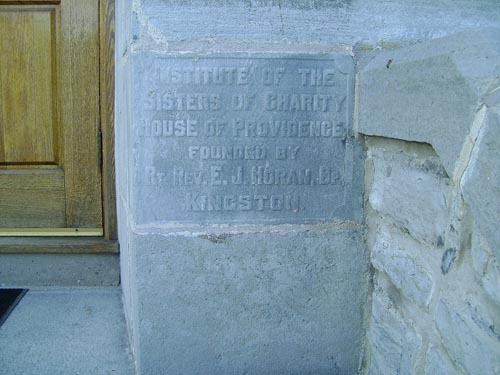 INSTITUTE OF THE
SISTERS OF CHARITY
HOUSE OF PROVIDENCE.
FOUNDED BY
RT. REV. E. J. HORAN, BP.
KINGSTON.